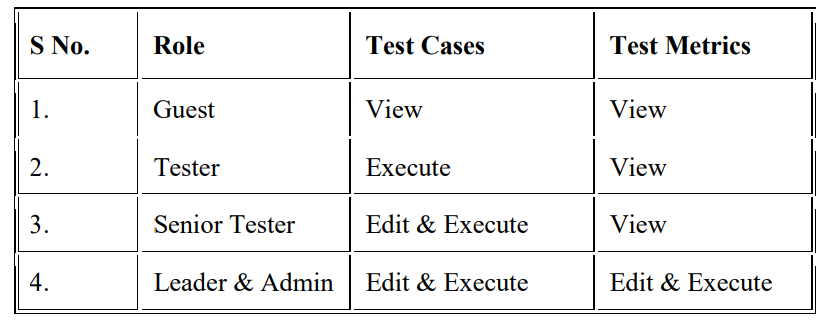 S No. Role Test Cases Test Metrics
1. Guest View View
2. Tester Execute View
3. Senior Tester Edit & Execute View
4. Leader & Admin Edit & Execute Edit & Execute